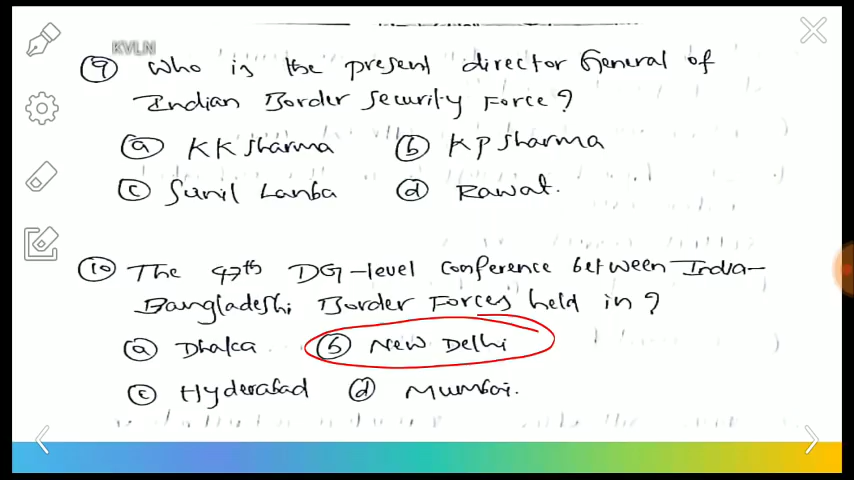 KVLN
9 Who is the present director General of
Indian Border Security Force?
a KK Sharma b KP Sharma
c Sunil Lanba d Rawat.
10 The 47th DG-level conference between India-
Bangladeshi Border Forces held in?
a Dhaka b New Delhi
c Hyderabad d Mumbai.